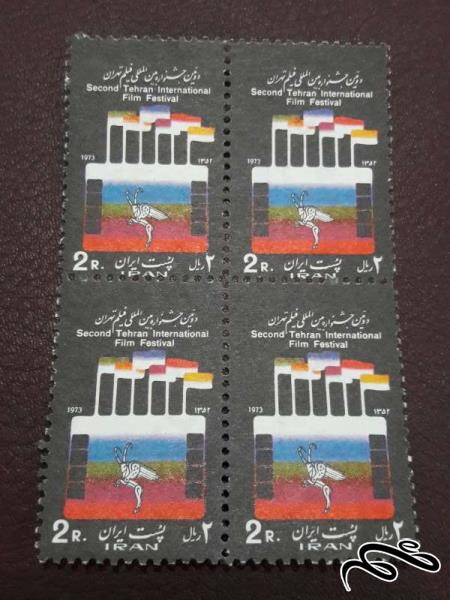 دومین جشنواره بین المللی فیلم تهران
دومین جشنواره بین المللی فیلم تهران
Second Tehran International
Film Festival
Second Tehran International
Film Festival
1973
۱۳۵۲
1973
۱۳۵۲
2 R.
پست ایران
۲ ریال
IRAN
2 R.
پست ایران
۲ ریال
IRAN
دومین جشنواره بین المللی فیلم تهران
دومین جشنواره بین المللی فیلم تهران
Second Tehran International
Film Festival
Second Tehran International
Film Festival
1973
۱۳۵۲
1973
۱۳۵۲
2 R.
پست ایران
۲ ریال
IRAN
2 R.
پست ایران
۲ ریال
IRAN